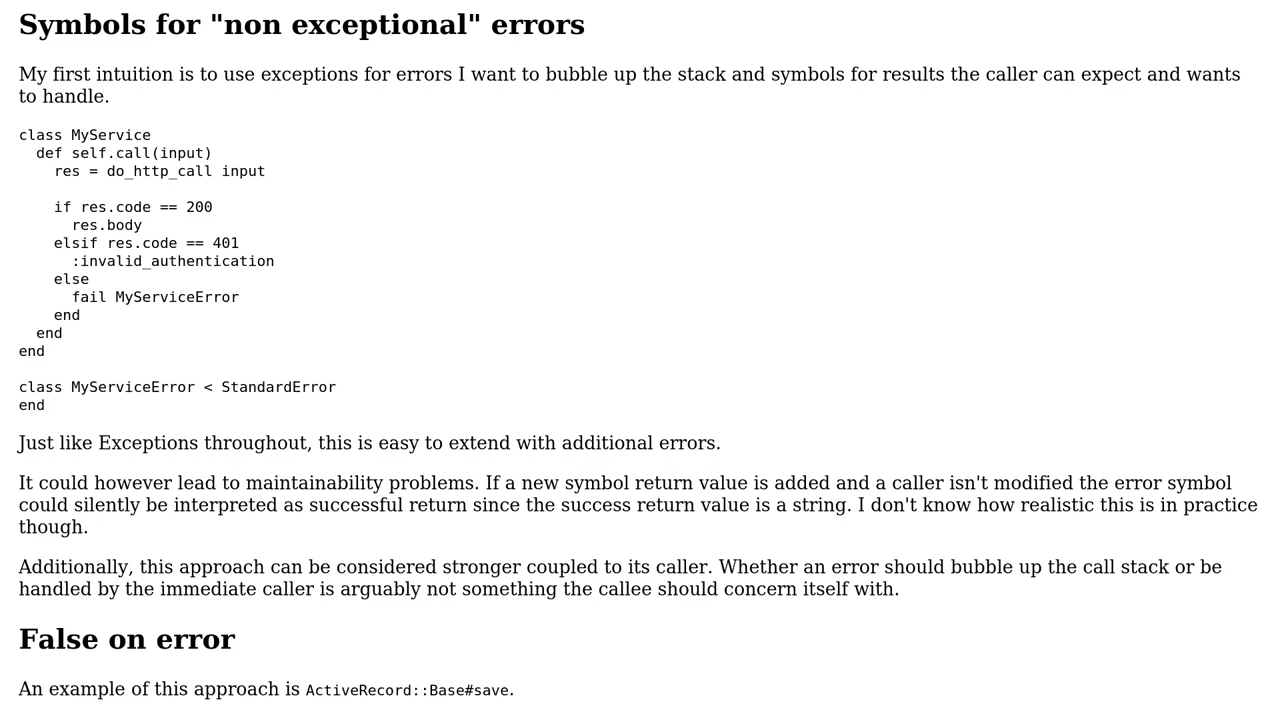 Symbols for "non exceptional" errors
My first intuition is to use exceptions for errors I want to bubble up the stack and symbols for results the caller can expect and wants
to handle.
class MyService
  def self.call(input)
    res = do_http_call input

    if res.code == 200
      res.body
    elsif res.code == 401
      :invalid_authentication
    else
      fail MyServiceError
    end
  end
end

class MyServiceError < StandardError
end
Just like Exceptions throughout, this is easy to extend with additional errors.
It could however lead to maintainability problems. If a new symbol return value is added and a caller isn't modified the error symbol
could silently be interpreted as successful return since the success return value is a string. I don't know how realistic this is in practice
though.
Additionally, this approach can be considered stronger coupled to its caller. Whether an error should bubble up the call stack or be
handled by the immediate caller is arguably not something the callee should concern itself with.
False on error
An example of this approach is ActiveRecord::Base#save.